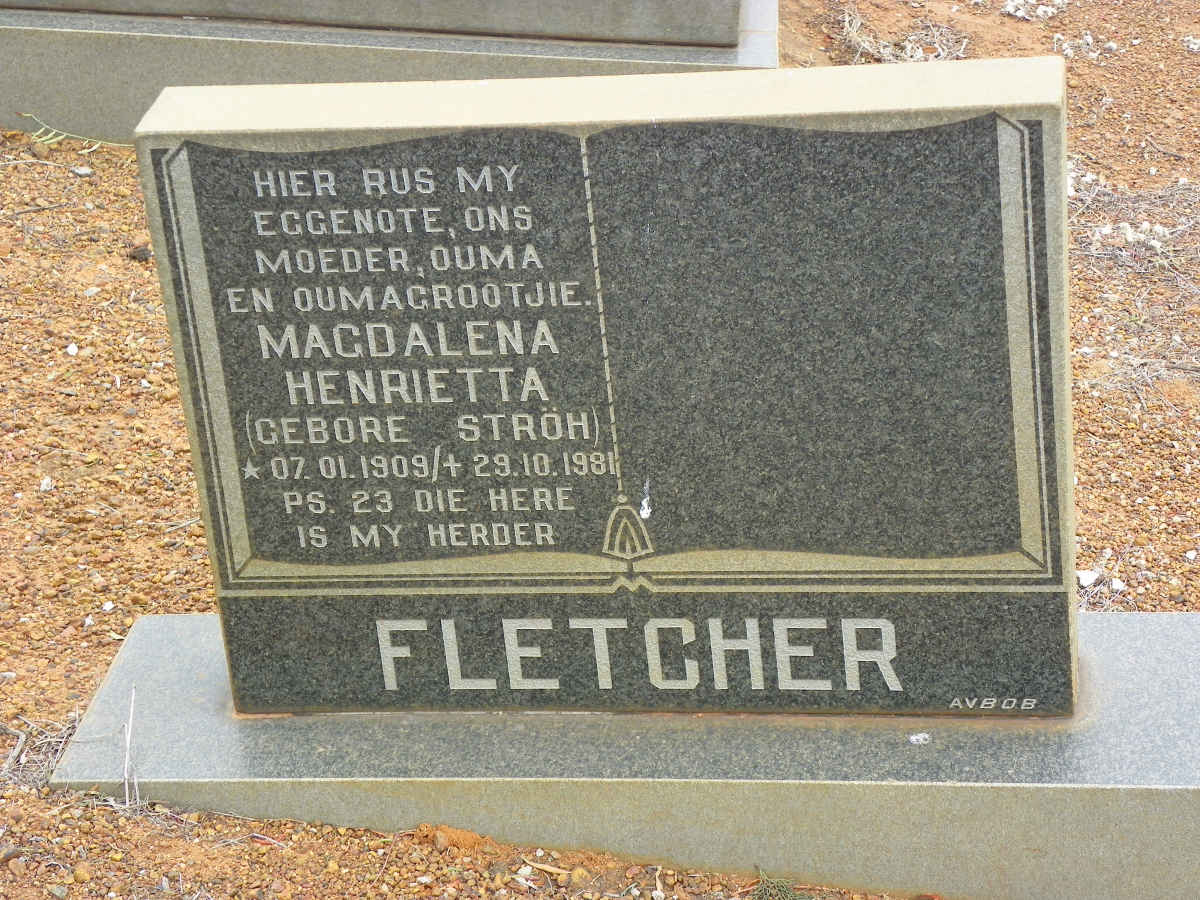 HIER RUS MY
EGGENOTE, ONS
MOEDER, OUMA
EN OUMAGROOTJIE.
MAGDALENA
HENRIETTA
(GEBORE STRÖH)
★ 07.01.1909/+ 29.10.1981
PS. 23 DIE HERE
IS MY HERDER
FLETCHER
AVBOB